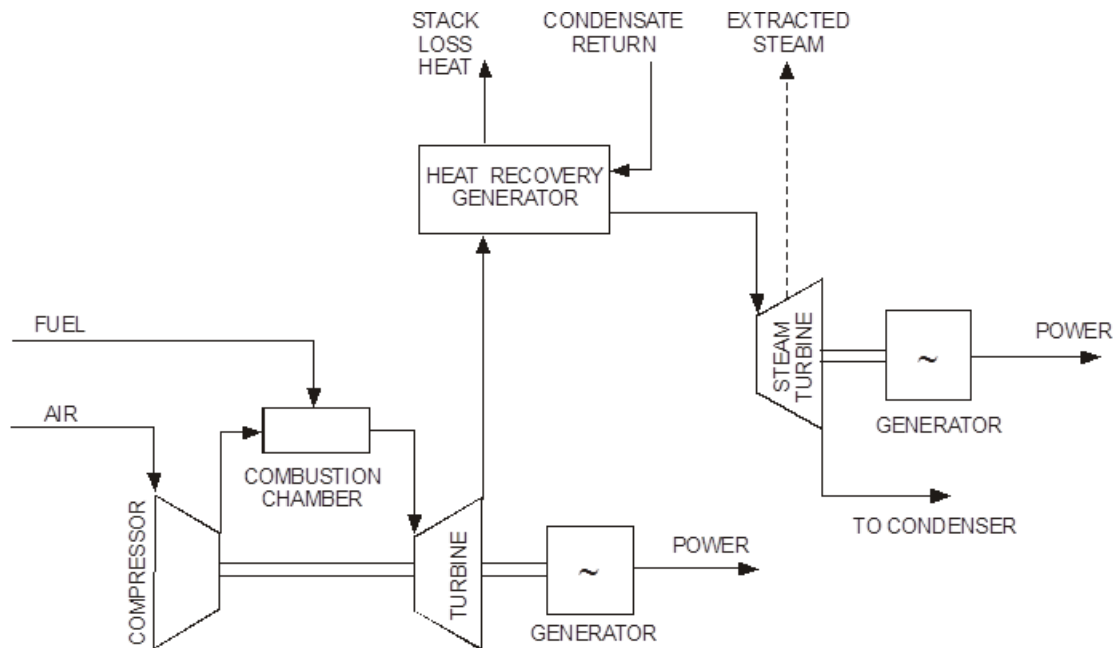 STACK
LOSS
HEAT
CONDENSATE
RETURN
EXTRACTED
STEAM
HEAT RECOVERY
GENERATOR
FUEL
AIR
COMBUSTION
CHAMBER
COMPRESSOR
TURBINE
~
GENERATOR
POWER
STEAM
TURBINE
~
GENERATOR
POWER
TO CONDENSER